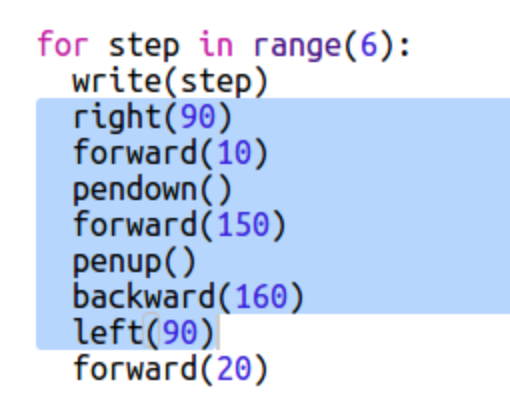 for step in range(6):
  write(step)
  right(90)
  forward(10)
  pendown()
  forward(150)
  penup()
  backward(160)
  left(90)
  forward(20)